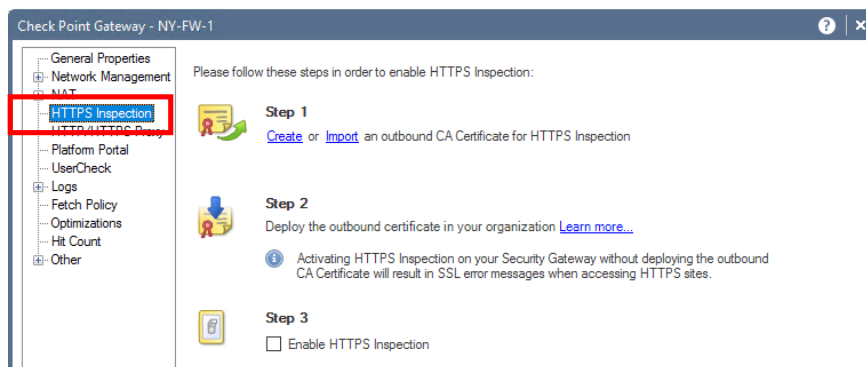 Check Point Gateway - NY-FW-1
General Properties
Network Management
NAT
HTTPS Inspection
HTTP/HTTPS Proxy
Platform Portal
UserCheck
Logs
Fetch Policy
Optimizations
Hit Count
Other
Please follow these steps in order to enable HTTPS Inspection:
Step 1
Create or Import an outbound CA Certificate for HTTPS Inspection
Step 2
Deploy the outbound certificate in your organization Learn more...
Activating HTTPS Inspection on your Security Gateway without deploying the outbound
CA Certificate will result in SSL error messages when accessing HTTPS sites.
Step 3
Enable HTTPS Inspection